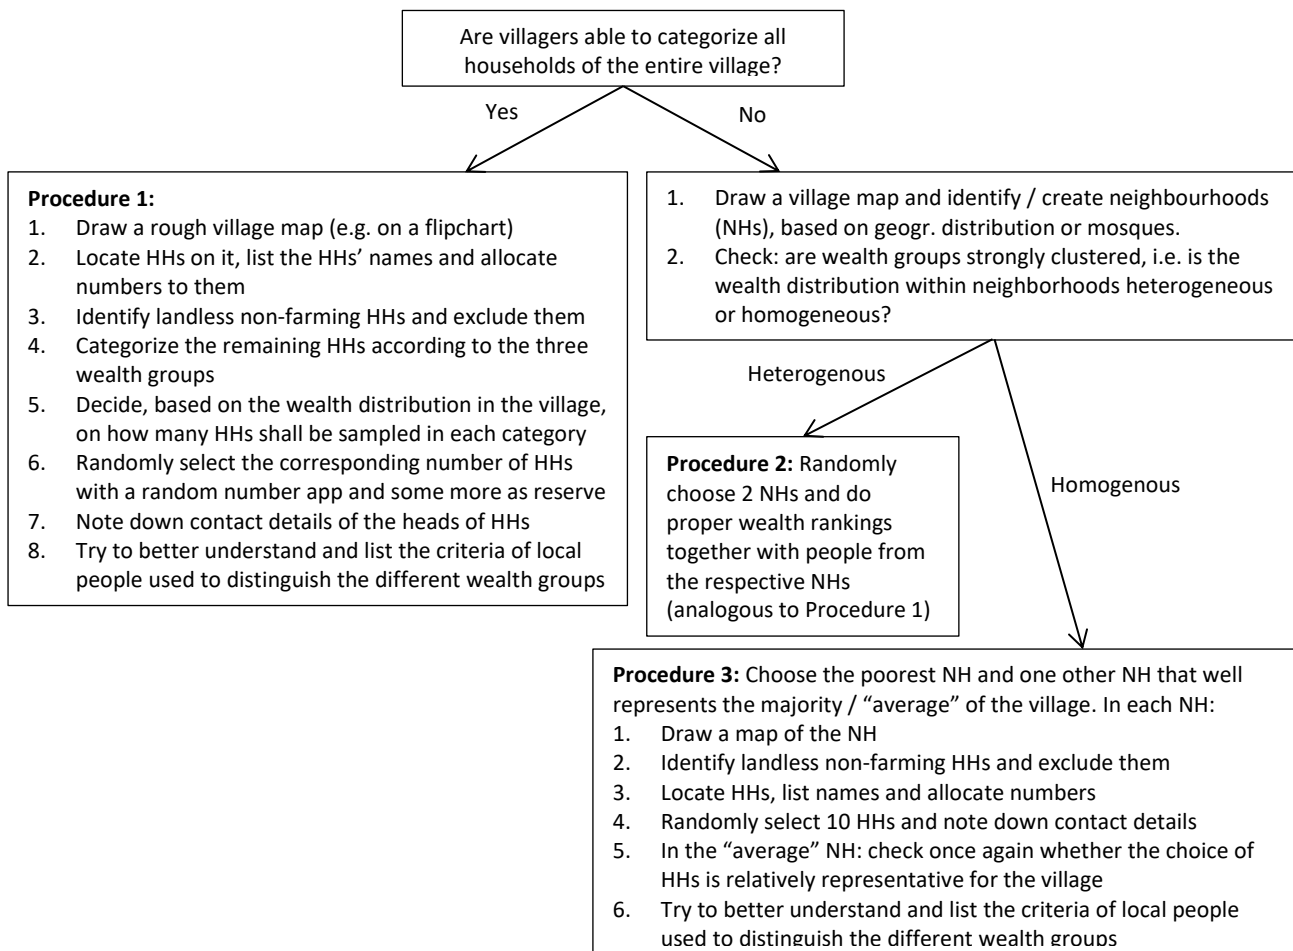 Are villagers able to categorize all
households of the entire village?
Yes
No
Procedure 1:
1. Draw a rough village map (e.g. on a flipchart)
2. Locate HHs on it, list the HHs’ names and allocate
numbers to them
3. Identify landless non-farming HHs and exclude them
4. Categorize the remaining HHs according to the three
wealth groups
5. Decide, based on the wealth distribution in the village,
on how many HHs shall be sampled in each category
6. Randomly select the corresponding number of HHs
with a random number app and some more as reserve
7. Note down contact details of the heads of HHs
8. Try to better understand and list the criteria of local
people used to distinguish the different wealth groups
1. Draw a village map and identify / create neighbourhoods
(NHs), based on geogr. distribution or mosques.
2. Check: are wealth groups strongly clustered, i.e. is the
wealth distribution within neighborhoods heterogeneous
or homogeneous?
Heterogenous
Homogenous
Procedure 2: Randomly
choose 2 NHs and do
proper wealth rankings
together with people from
the respective NHs
(analogous to Procedure 1)
Procedure 3: Choose the poorest NH and one other NH that well
represents the majority / “average” of the village. In each NH:
1. Draw a map of the NH
2. Identify landless non-farming HHs and exclude them
3. Locate HHs, list names and allocate numbers
4. Randomly select 10 HHs and note down contact details
5. In the “average” NH: check once again whether the choice of
HHs is relatively representative for the village
6. Try to better understand and list the criteria of local people
used to distinguish the different wealth groups